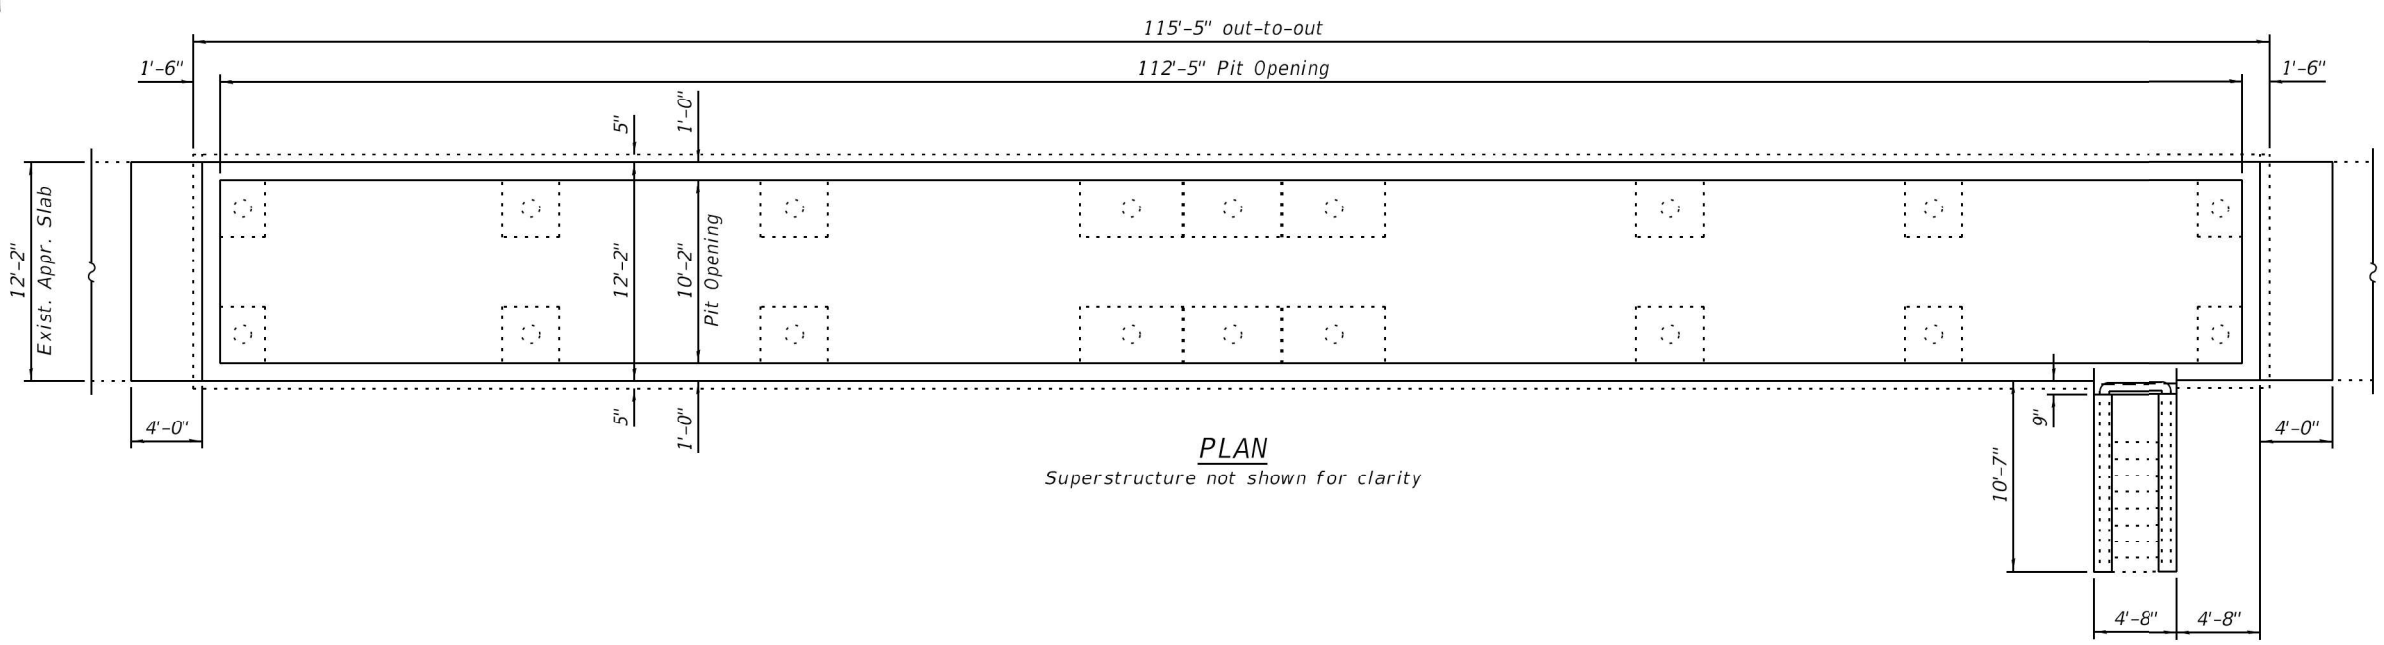 115'-5" out-to-out
1'-6"
112'-5" Pit Opening
1'-6"
5"
1'-0"
12'-2"
Exist. Appr. Slab
12'-2"
10'-2"
Pit Opening
4'-0"
5"
1'-0"
9"
4'-0"
PLAN
Superstructure not shown for clarity
10'-7"
4'-8"
4'-8"